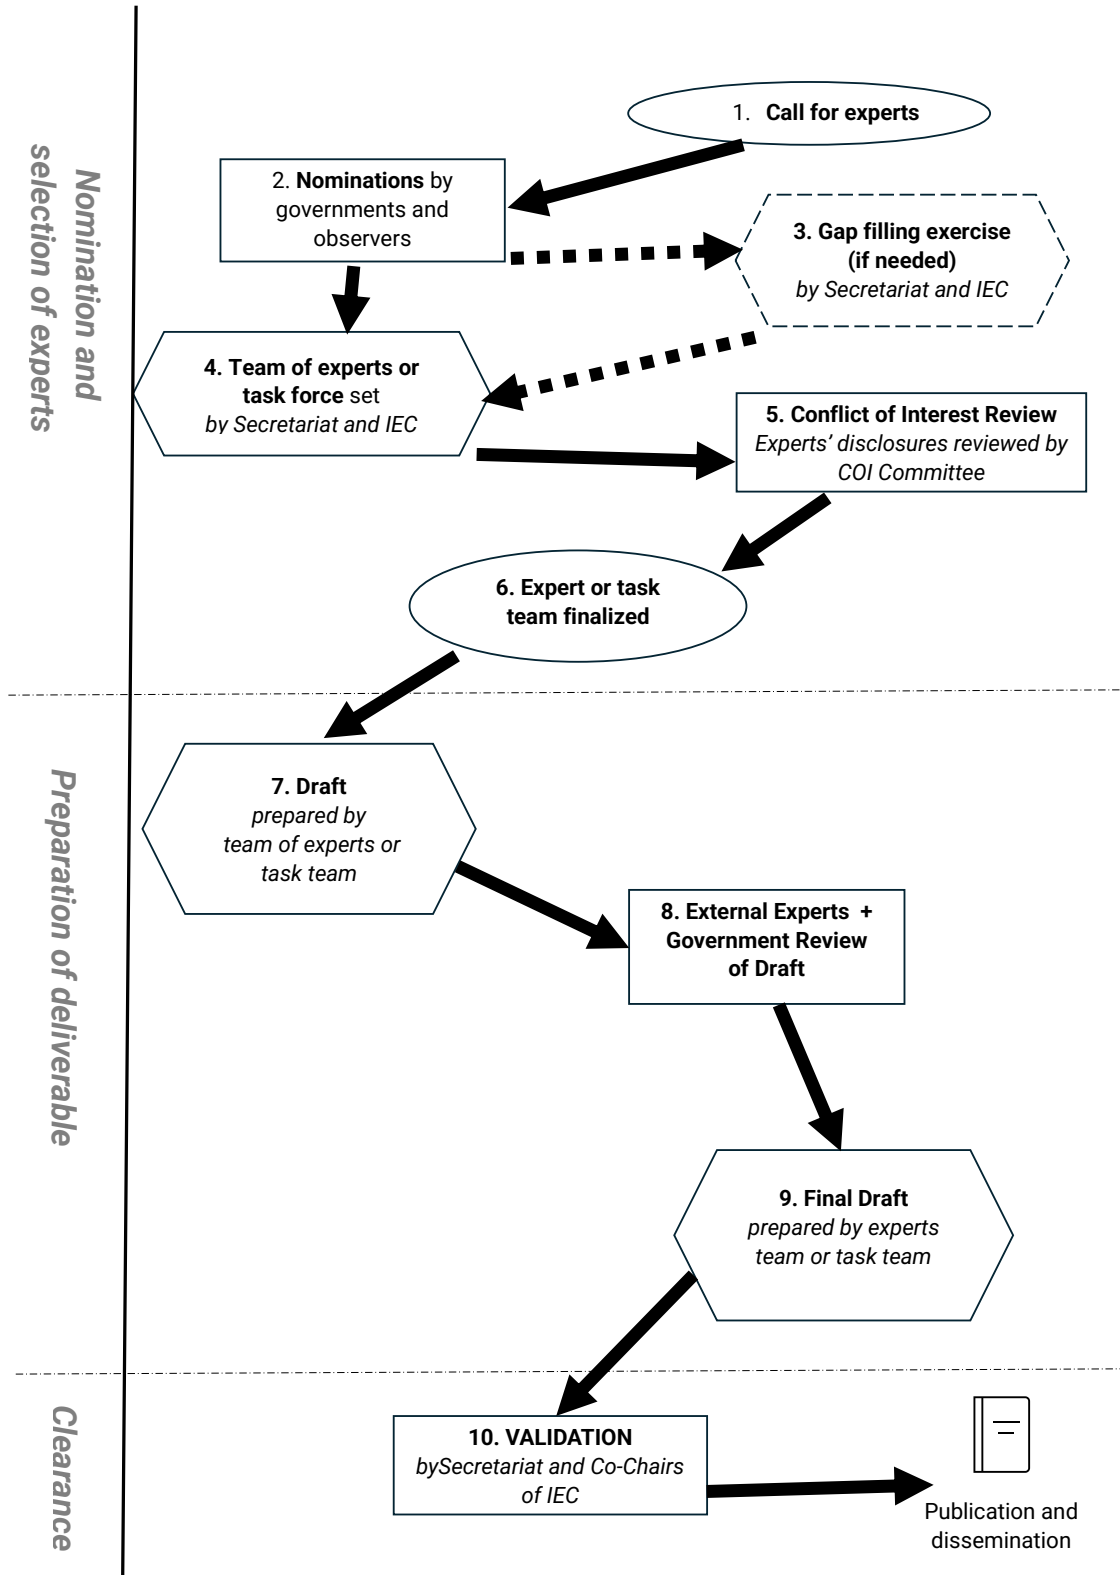 Nomination and
selection of experts
1. Call for experts
2. Nominations by
governments and
observers
3. Gap filling exercise
(if needed)
by Secretariat and IEC
4. Team of experts or
task force set
by Secretariat and IEC
5. Conflict of Interest Review
Experts’ disclosures reviewed by
COI Committee
6. Expert or task
team finalized
Preparation of deliverable
7. Draft
prepared by
team of experts or
task team
8. External Experts +
Government Review
of Draft
9. Final Draft
prepared by experts
team or task team
Clearance
10. VALIDATION
bySecretariat and Co-Chairs
of IEC
Publication and
dissemination